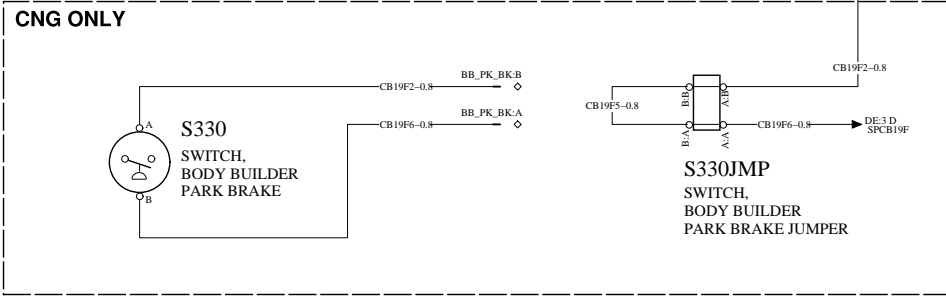 CNG ONLY
CB19F2-0.8
BB_PK_BK:B
CB19F6-0.8
BB_PK_BK:A
A
S330
SWITCH,
BODY BUILDER
PARK BRAKE
B
CB19F2-0.8
B:B
A:B
CB19F5-0.8
B:A
A:A
CB19F6-0.8
DE:3 D
SPCB19F
S330JMP
SWITCH,
BODY BUILDER
PARK BRAKE JUMPER